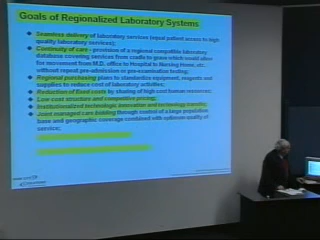 Goals of Regionalized Laboratory Systems
Seamless delivery of laboratory services (equal patient access to high
quality laboratory services);
Continuity of care - provision of a regional compatible laboratory
database covering services from cradle to grave which would allow
for movement from M.D. office to Hospital to Nursing Home, etc.
without repeat pre-admission or pre-examination testing;
Regional purchasing plans to standardize equipment, reagents and
supplies to reduce cost of laboratory activities;
Reduction of fixed costs by sharing of high cost human resources;
Low cost structure and competitive pricing;
Institutionalized technologic innovation and technology transfer;
Joint managed care bidding through control of a large population
base and geographic coverage combined with optimum quality of
service;